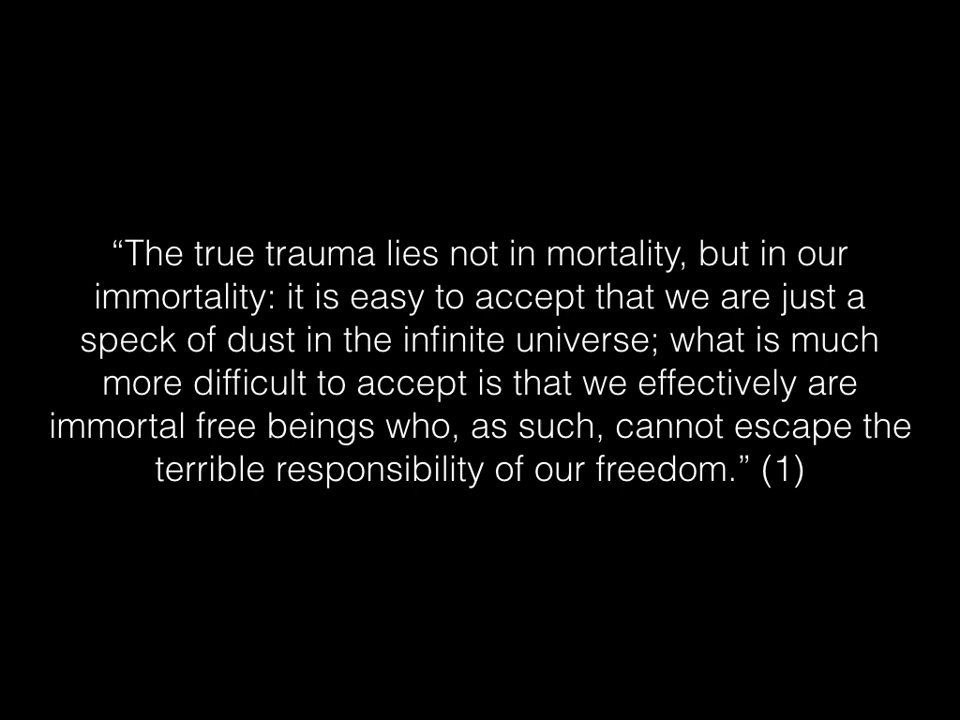 “The true trauma lies not in mortality, but in our
immortality: it is easy to accept that we are just a
speck of dust in the infinite universe; what is much
more difficult to accept is that we effectively are
immortal free beings who, as such, cannot escape the
terrible responsibility of our freedom.” (1)